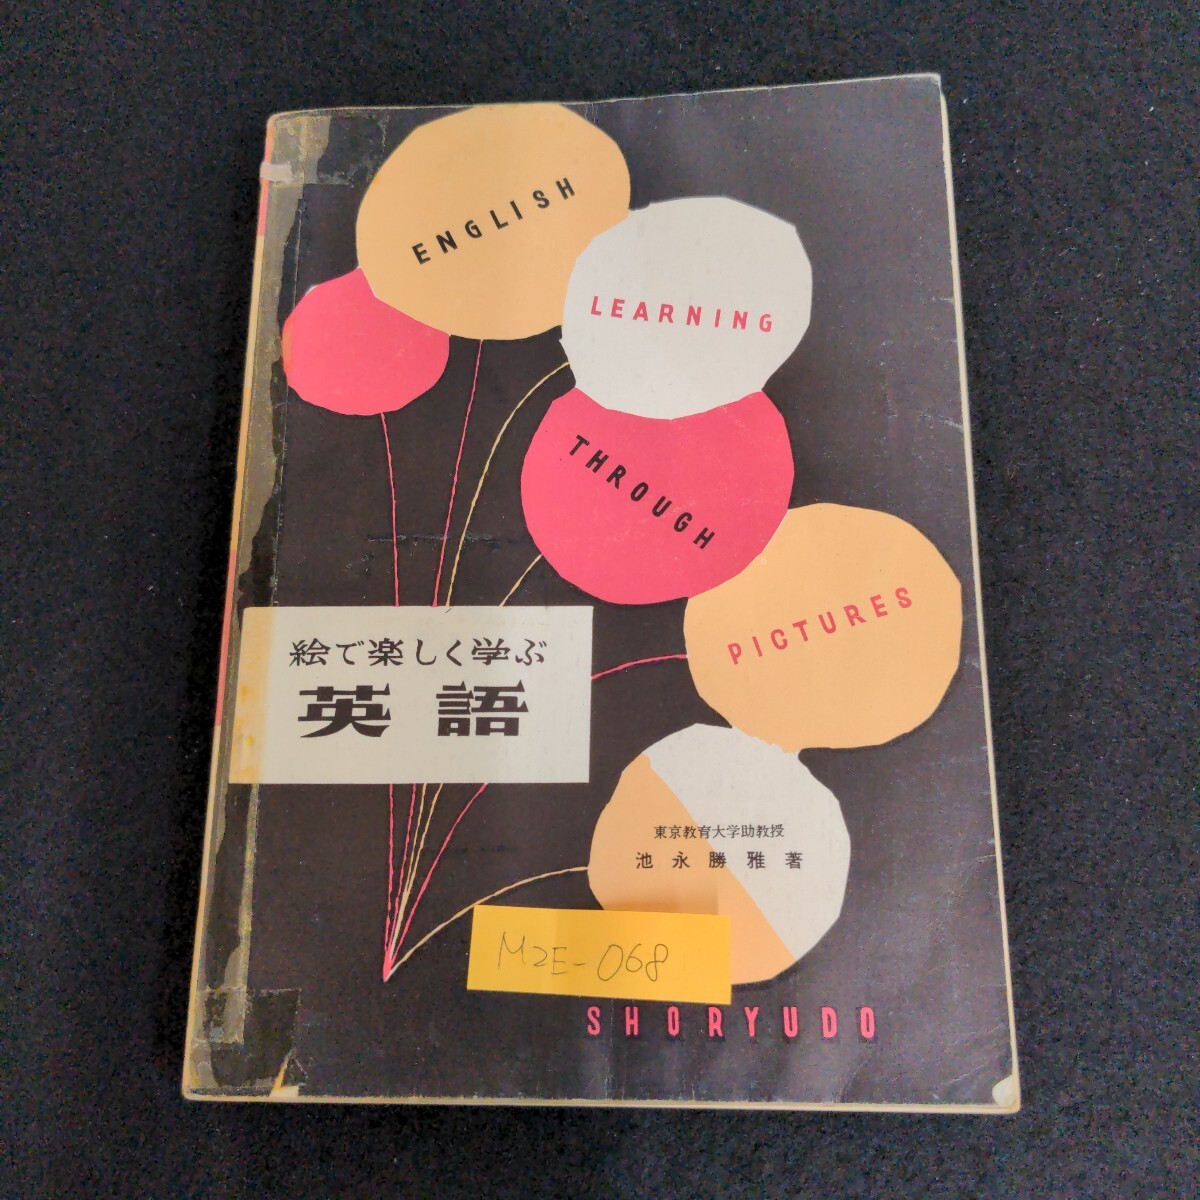 ENGLISH
LEARNING
THROUGH
PICTURES
絵で楽しく学ぶ
英語
東京教育大学助教授
池永勝雅著
M2E-068
SHORYUDO